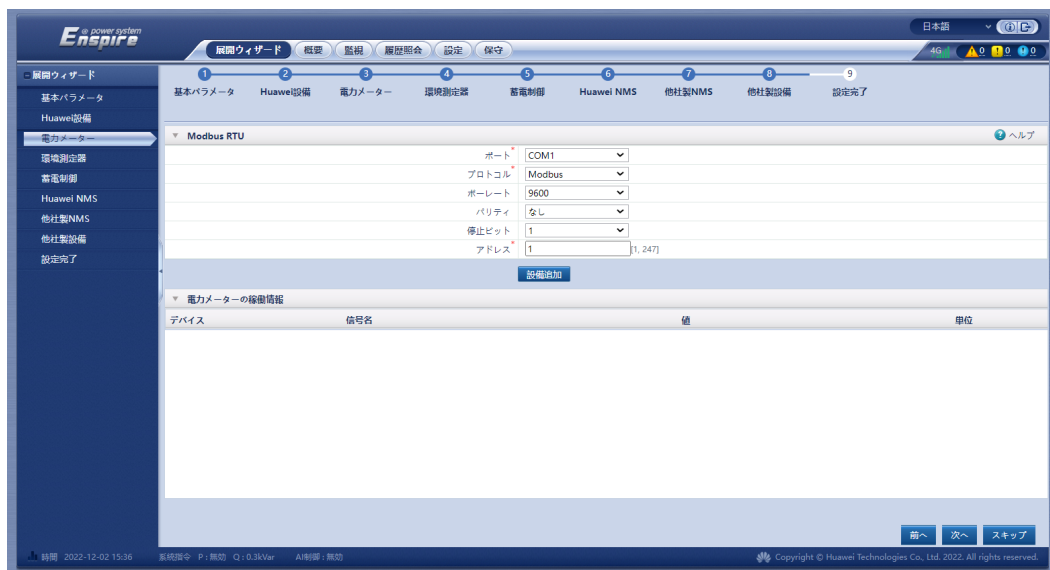 Enspire @ power system
日本語
展開ウィザード 概要 監視 履歴照会 設定 保守
4G 0 0 0
展開ウィザード
基本パラメータ
Huawei設備
電力メーター
環境測定器
蓄電制御
Huawei NMS
他社製NMS
他社製設備
設定完了
1 2 3 4 5 6 7 8 9
基本パラメータ Huawei設備 電力メーター 環境測定器 蓄電制御 Huawei NMS 他社製NMS 他社製設備 設定完了
Modbus RTU ? ヘルプ
ポート* COM1
プロトコル* Modbus
ボーレート 9600
パリティ なし
停止ビット 1
アドレス* 1 [1, 247]
設備追加
電力メーターの稼働情報
デバイス 信号名 値 単位
前へ 次へ スキップ
時間 2022-12-02 15:36 系統指令 P : 無効 Q : 0.3kVar AI制御 : 無効 Copyright © Huawei Technologies Co., Ltd. 2022. All rights reserved.